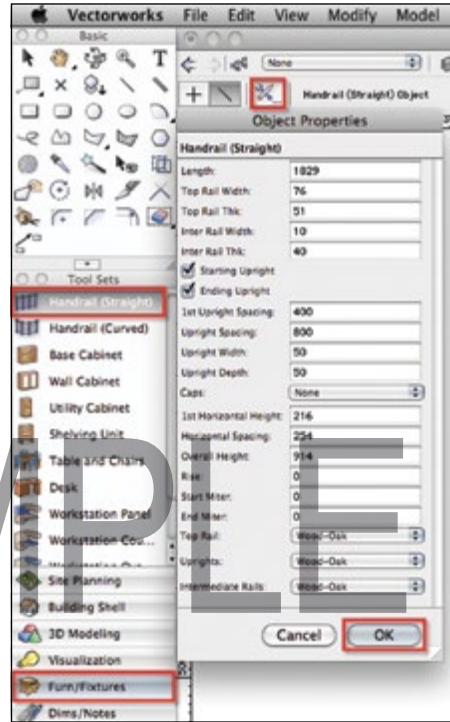 Vectorworks File Edit View Modify Model
Basic
None
Handrail (Straight) Object
Object Properties
Handrail (Straight)
Length: 1829
Top Rail Width: 76
Top Rail Thk: 51
Inter Rail Width: 10
Inter Rail Thk: 40
Starting Upright
Ending Upright
1st Upright Spacing: 400
Upright Spacing: 800
Upright Width: 50
Upright Depth: 50
Caps: None
1st Horizontal Height: 216
Horizontal Spacing: 254
Overall Height: 914
Rise: 0
Start Miter: 0
End Miter: 0
Top Rail: Wood-Oak
Uprights: Wood-Oak
Intermediate Rails: Wood-Oak
Cancel OK
Tool Sets
Handrail (Straight)
Handrail (Curved)
Base Cabinet
Wall Cabinet
Utility Cabinet
Shelving Unit
Table and Chairs
Desk
Workstation Panel
Workstation Cou...
Site Planning
Building Shell
3D Modeling
Visualization
Furn/Fixtures
Dims/Notes